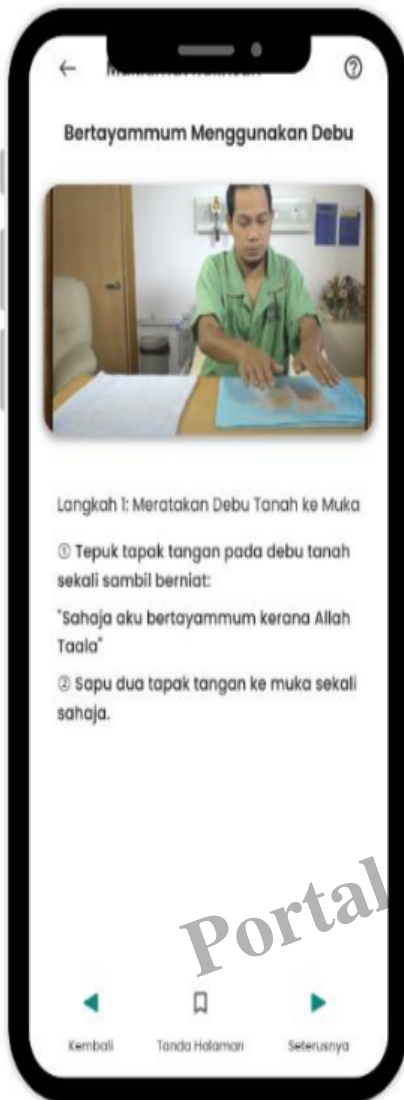 Bertayammum Menggunakan Debu
Langkah 1: Meratakan Debu Tanah ke Muka
① Tepuk tapak tangan pada debu tanah
sekali sambil berniat:
"Sahaja aku bertayammum kerana Allah
Taala"
② Sapu dua tapak tangan ke muka sekali
sahaja.
Portal
Kembali
Tanda Halaman
Seterusnya